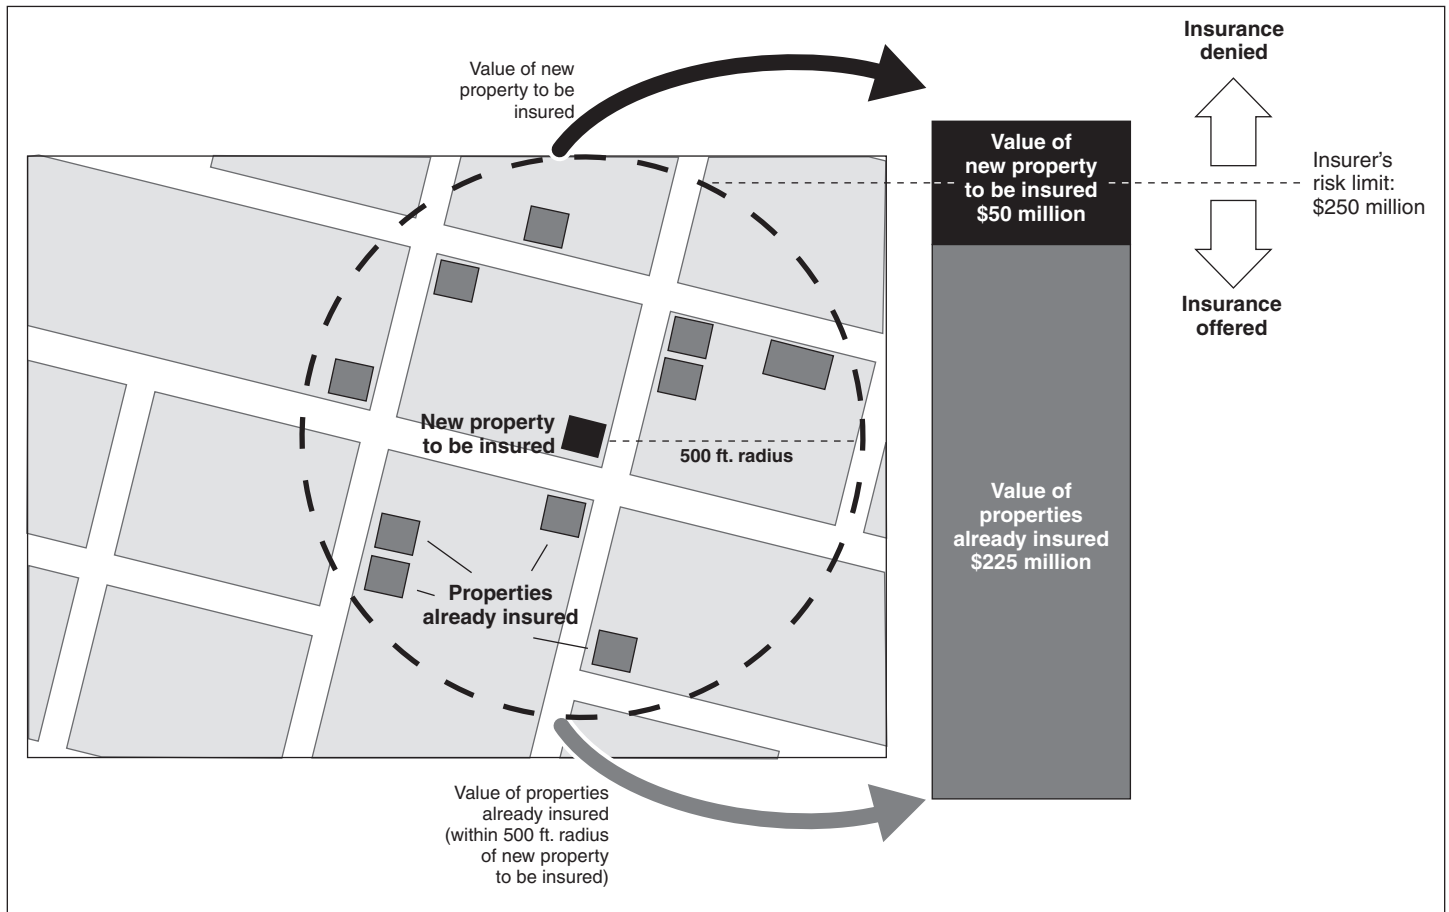 Insurance
denied
Value of new
property to be
insured
Value of
new property
to be insured
$50 million
Insurer’s
risk limit:
$250 million
Insurance
offered
New property
to be insured
500 ft. radius
Value of
properties
already insured
$225 million
Properties
already insured
Value of properties
already insured
(within 500 ft. radius
of new property
to be insured)